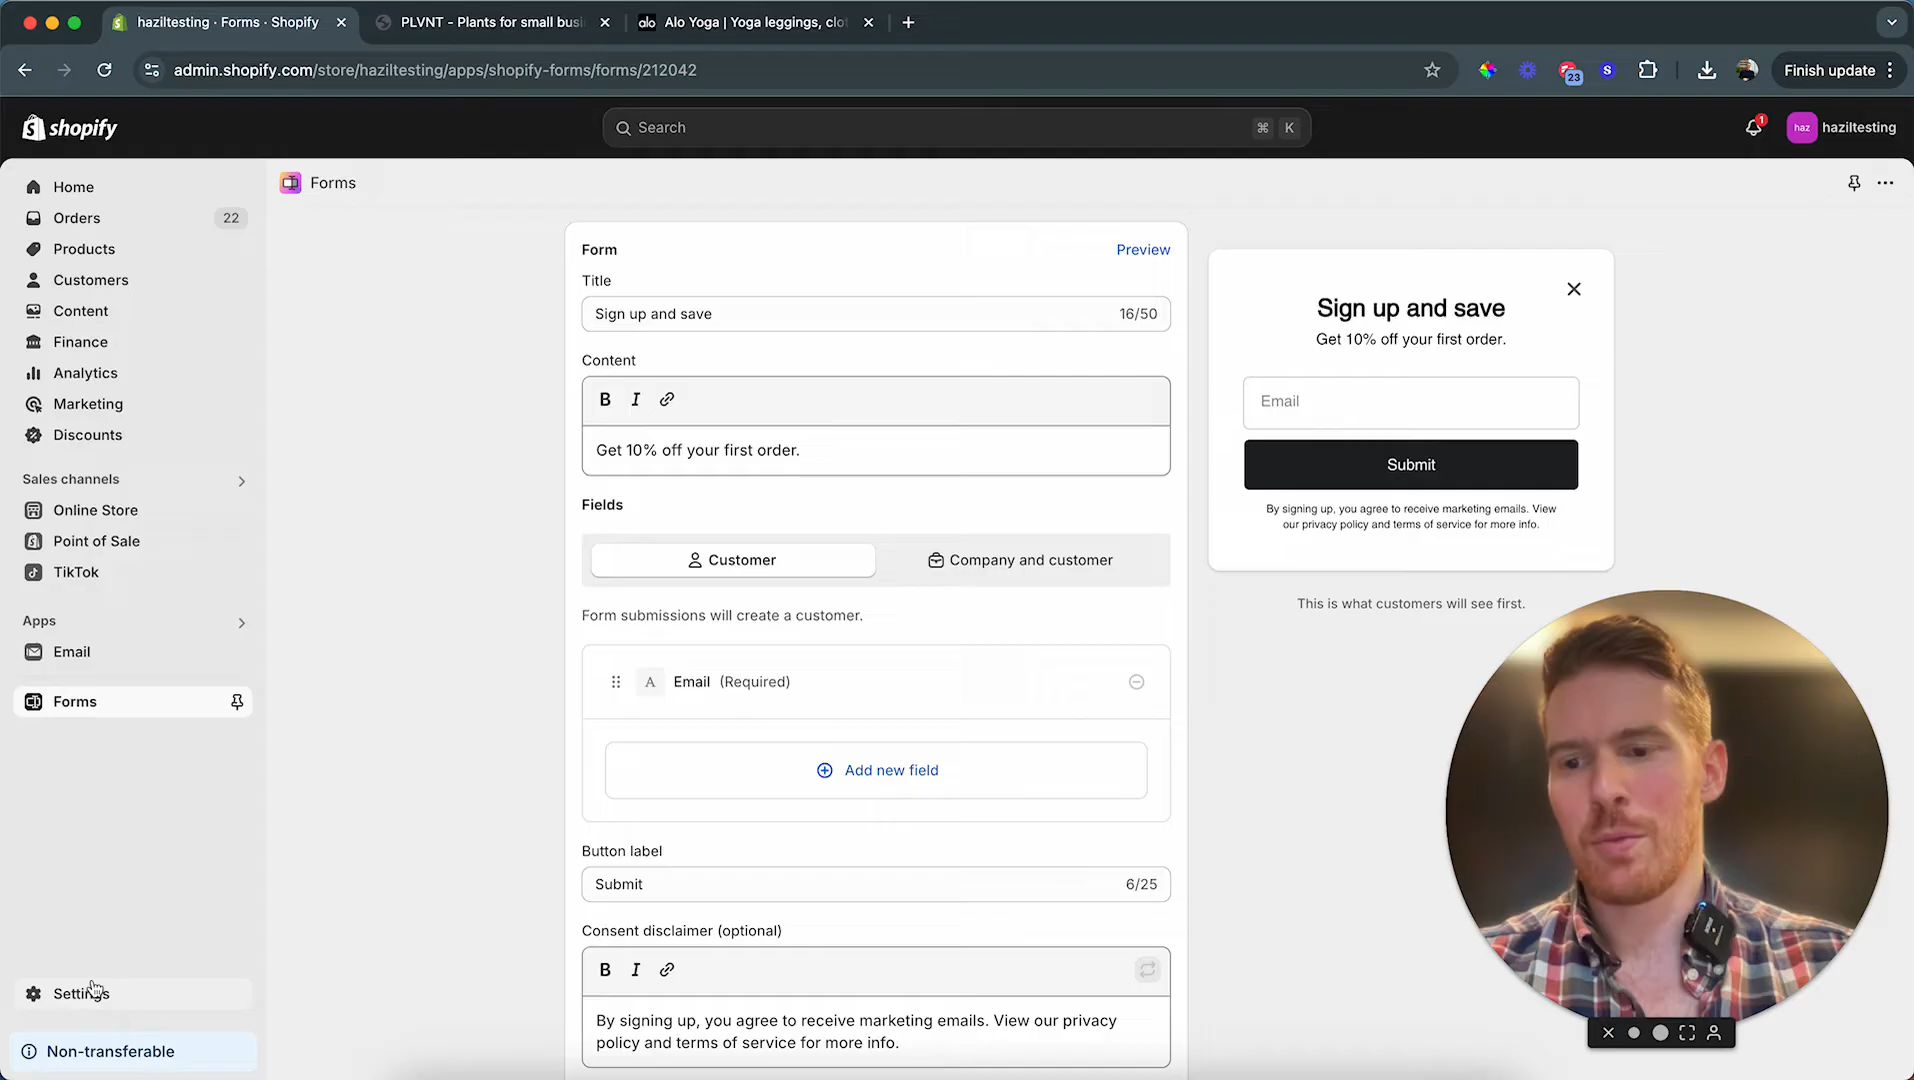 haziltesting · Forms · Shopify
PLVNT - Plants for small busi
alo
Alo Yoga | Yoga leggings, clot
admin.shopify.com/store/haziltesting/apps/shopify-forms/forms/212042
23
S
Finish update
shopify
Search
⌘ K
1
haz
haziltesting
Home
Orders
22
Products
Customers
Content
Finance
Analytics
Marketing
Discounts
Sales channels
Online Store
Point of Sale
TikTok
Apps
Email
Forms
Settings
Non-transferable
Forms
Form
Preview
Title
Sign up and save
16/50
Content
B I
Get 10% off your first order.
Fields
Customer
Company and customer
Form submissions will create a customer.
A
Email (Required)
Add new field
Button label
Submit
6/25
Consent disclaimer (optional)
B I
By signing up, you agree to receive marketing emails. View our privacy
policy and terms of service for more info.
Sign up and save
Get 10% off your first order.
Email
Submit
By signing up, you agree to receive marketing emails. View
our privacy policy and terms of service for more info.
This is what customers will see first.